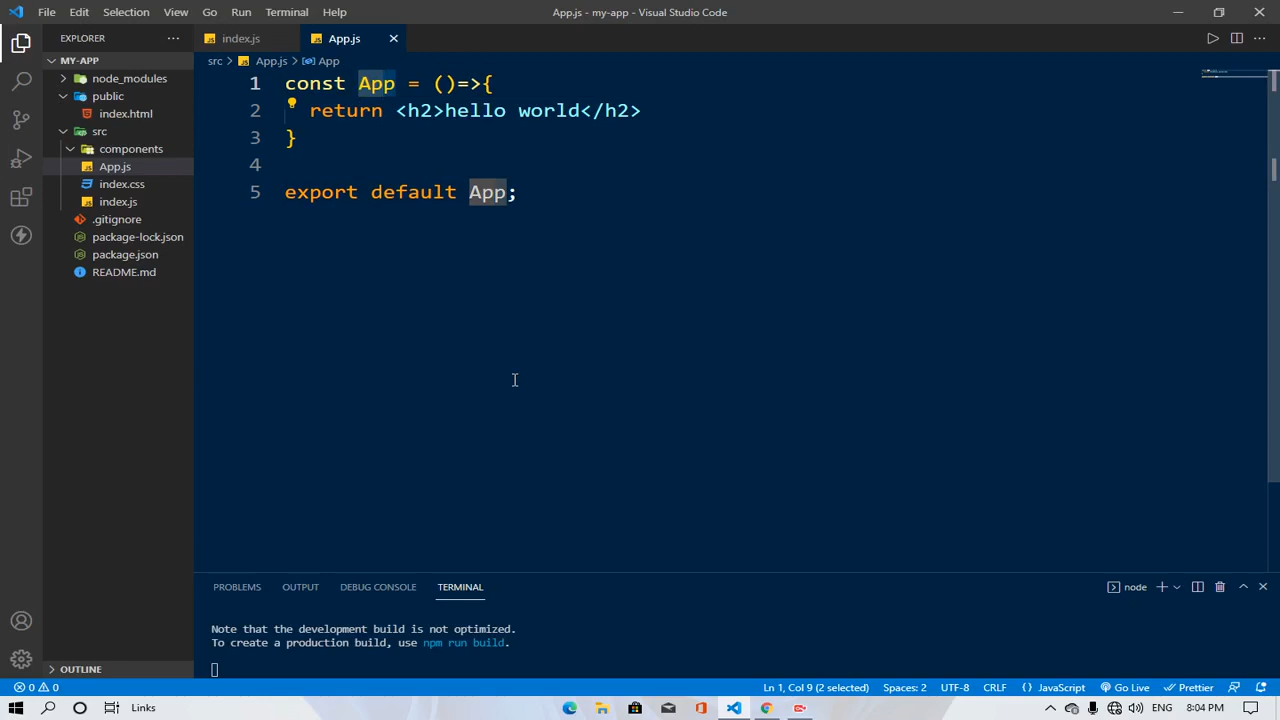 File Edit Selection View Go Run Terminal Help
App.js - my-app - Visual Studio Code
EXPLORER
MY-APP
node_modules
public
index.html
src
components
App.js
index.css
index.js
.gitignore
package-lock.json
package.json
README.md
OUTLINE
index.js
App.js
src > App.js > App
1 const App = ()=>{
2 return <h2>hello world</h2>
3 }
4
5 export default App;
PROBLEMS OUTPUT DEBUG CONSOLE TERMINAL
node
Note that the development build is not optimized.
To create a production build, use npm run build.
0 0
Ln 1, Col 9 (2 selected) Spaces: 2 UTF-8 CRLF {} JavaScript Go Live Prettier
Links
ENG 8:04 PM